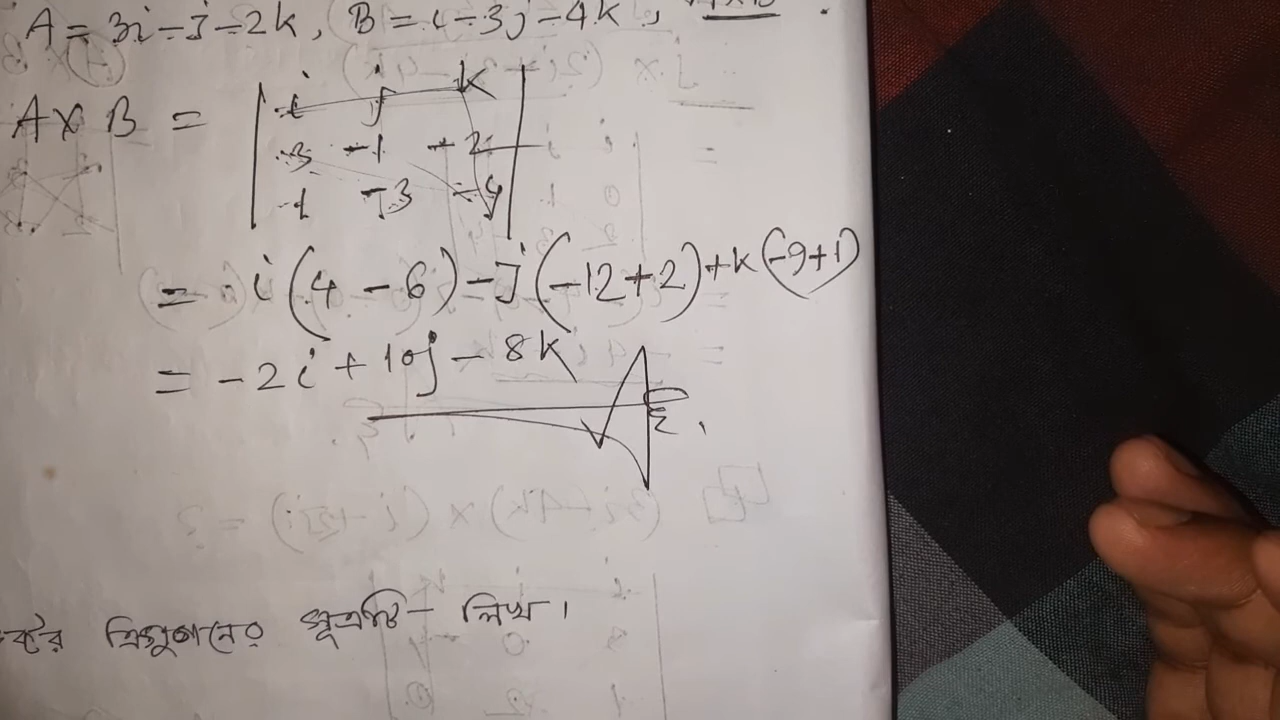 A = 3i - j - 2k, B = i - 3j - 4k, A×B .
A × B = | i j k |
| 3 -1 -2 |
| 1 -3 -4 |
= i(4 - 6) - j(-12 + 2) + k(-9+1)
= -2i + 10j - 8k
ত্রিগুণনের সূত্রটি লিখ।